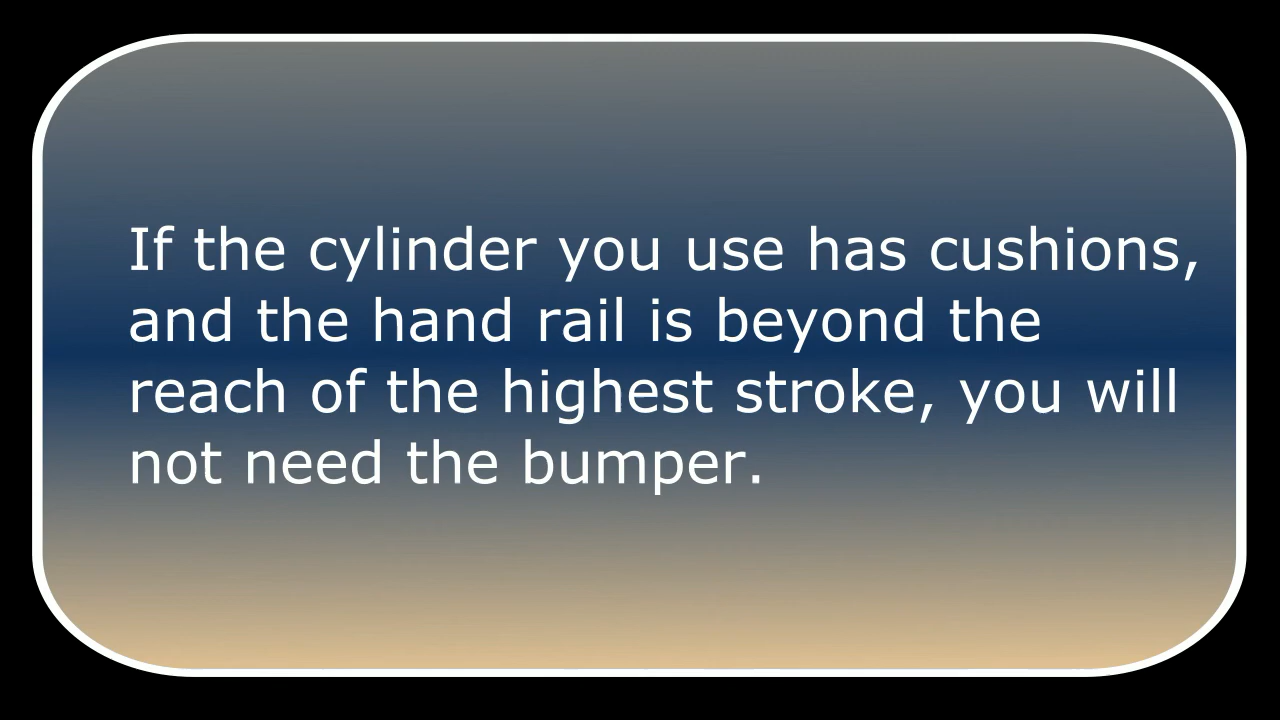 If the cylinder you use has cushions,
and the hand rail is beyond the
reach of the highest stroke, you will
not need the bumper.